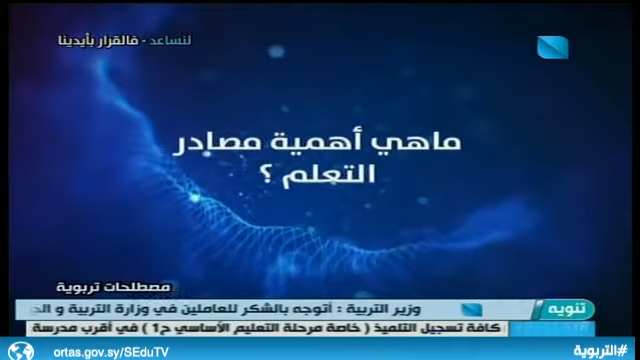 لنساعد - فالقرار بأيدينا
ماهي أهمية مصادر
التعلم ؟
مصطلحات تربوية
تنويه
وزير التربية : أتوجه بالشكر للعاملين في وزارة التربية و الج
كافة تسجيل التلميذ ( خاصة مرحلة التعليم الأساسي ح1 ) في أقرب مدرسة
#التربوية
ortas.gov.sy/SEduTV